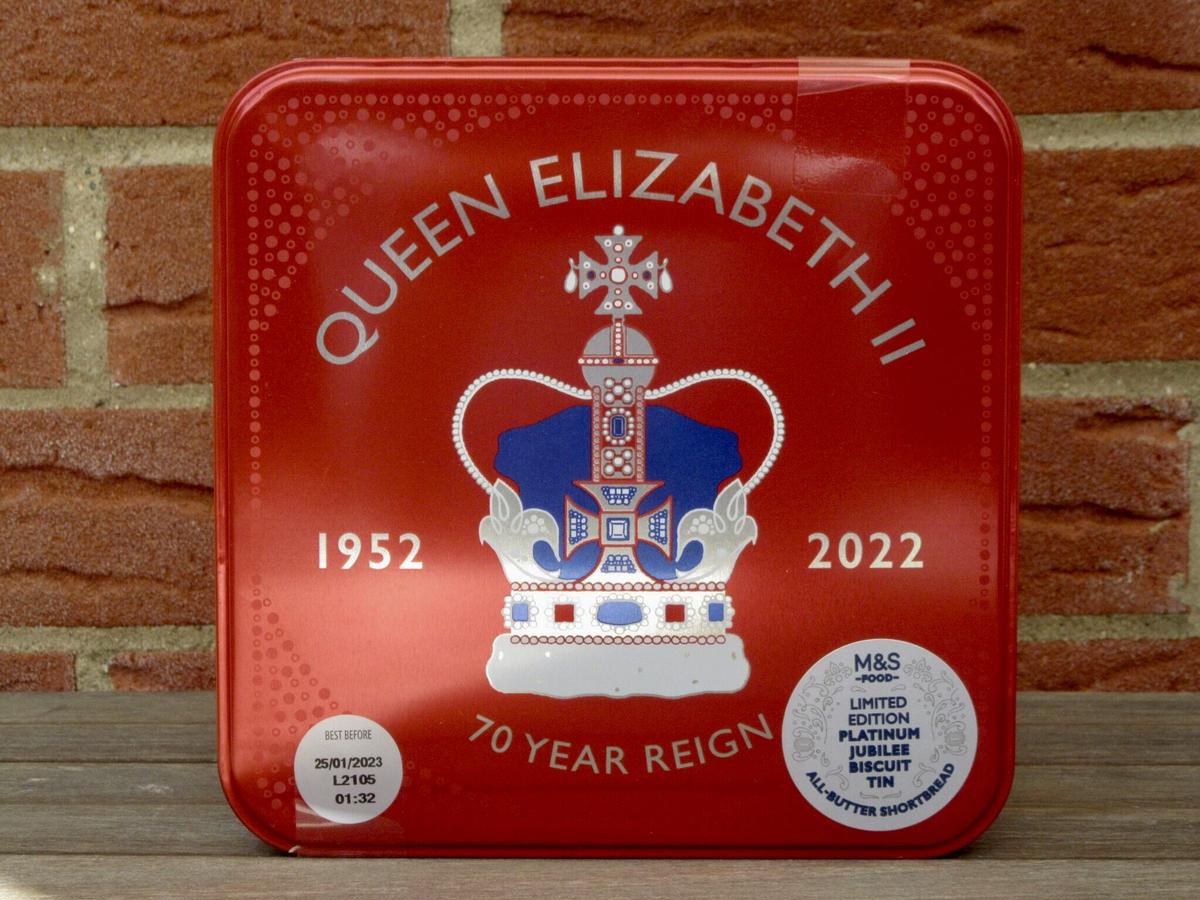 QUEEN ELIZABETH II
1952
2022
70 YEAR REIGN
BEST BEFORE
25/01/2023
L2105
01:32
M&S
-FOOD-
LIMITED
EDITION
PLATINUM
JUBILEE
BISCUIT
TIN
ALL-BUTTER SHORTBREAD